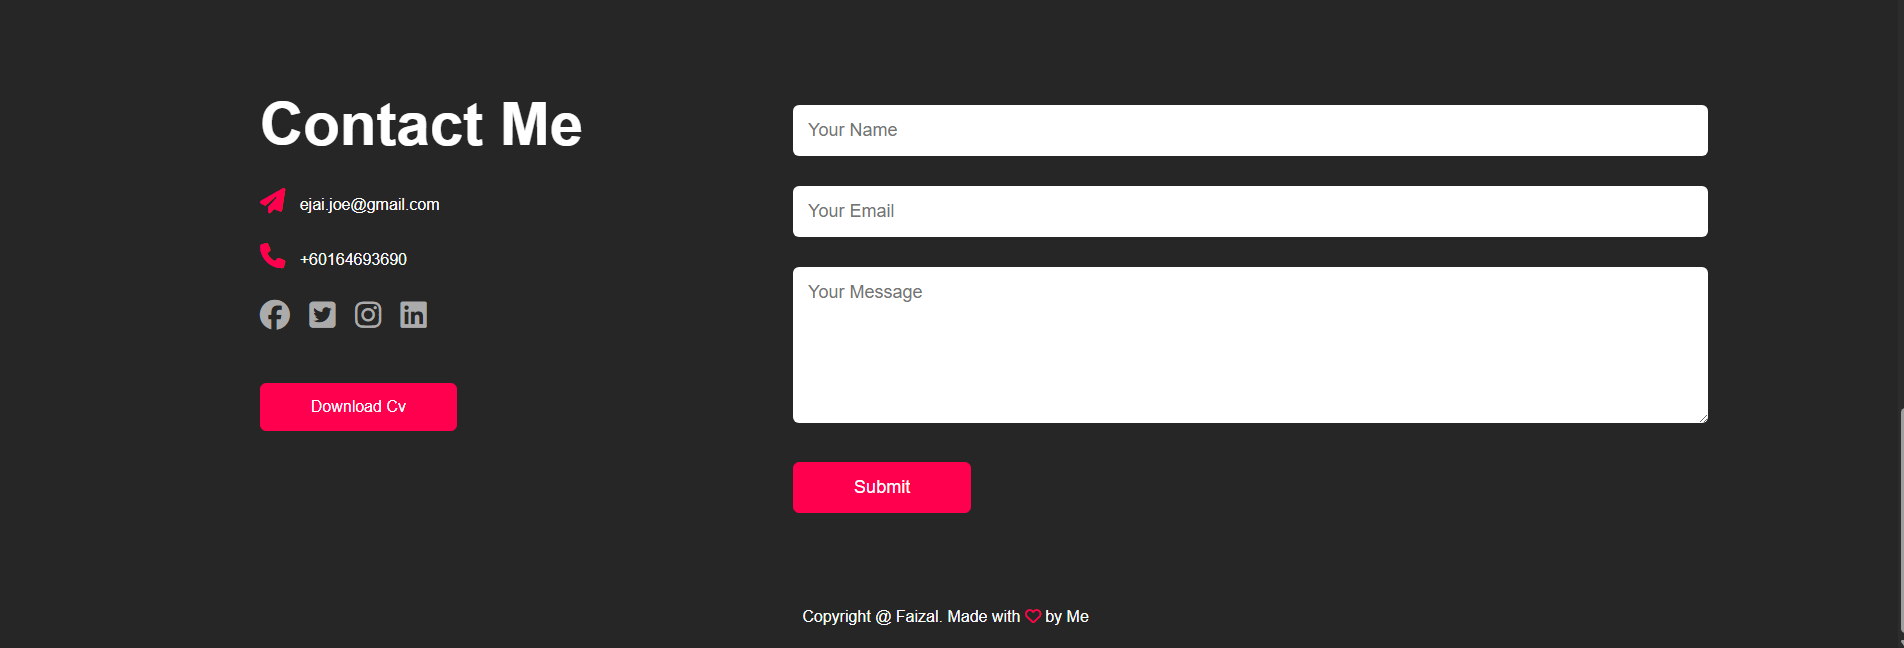 Contact Me
ejai.joe@gmail.com
+60164693690
Download Cv
Your Name
Your Email
Your Message
Submit
Copyright @ Faizal. Made with by Me